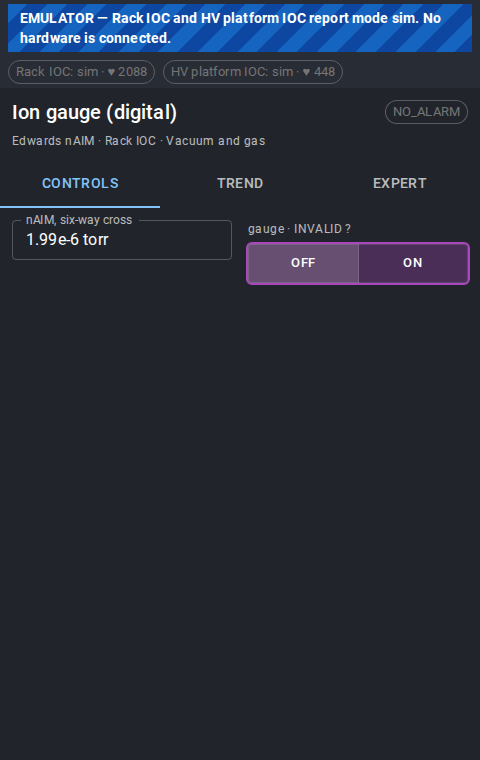 EMULATOR — Rack IOC and HV platform IOC report mode sim. No
hardware is connected.
Rack IOC: sim · ♥ 2088
HV platform IOC: sim · ♥ 448
Ion gauge (digital)
NO_ALARM
Edwards nAIM · Rack IOC · Vacuum and gas
CONTROLS
TREND
EXPERT
nAIM, six-way cross
1.99e-6 torr
gauge · INVALID ?
OFF
ON